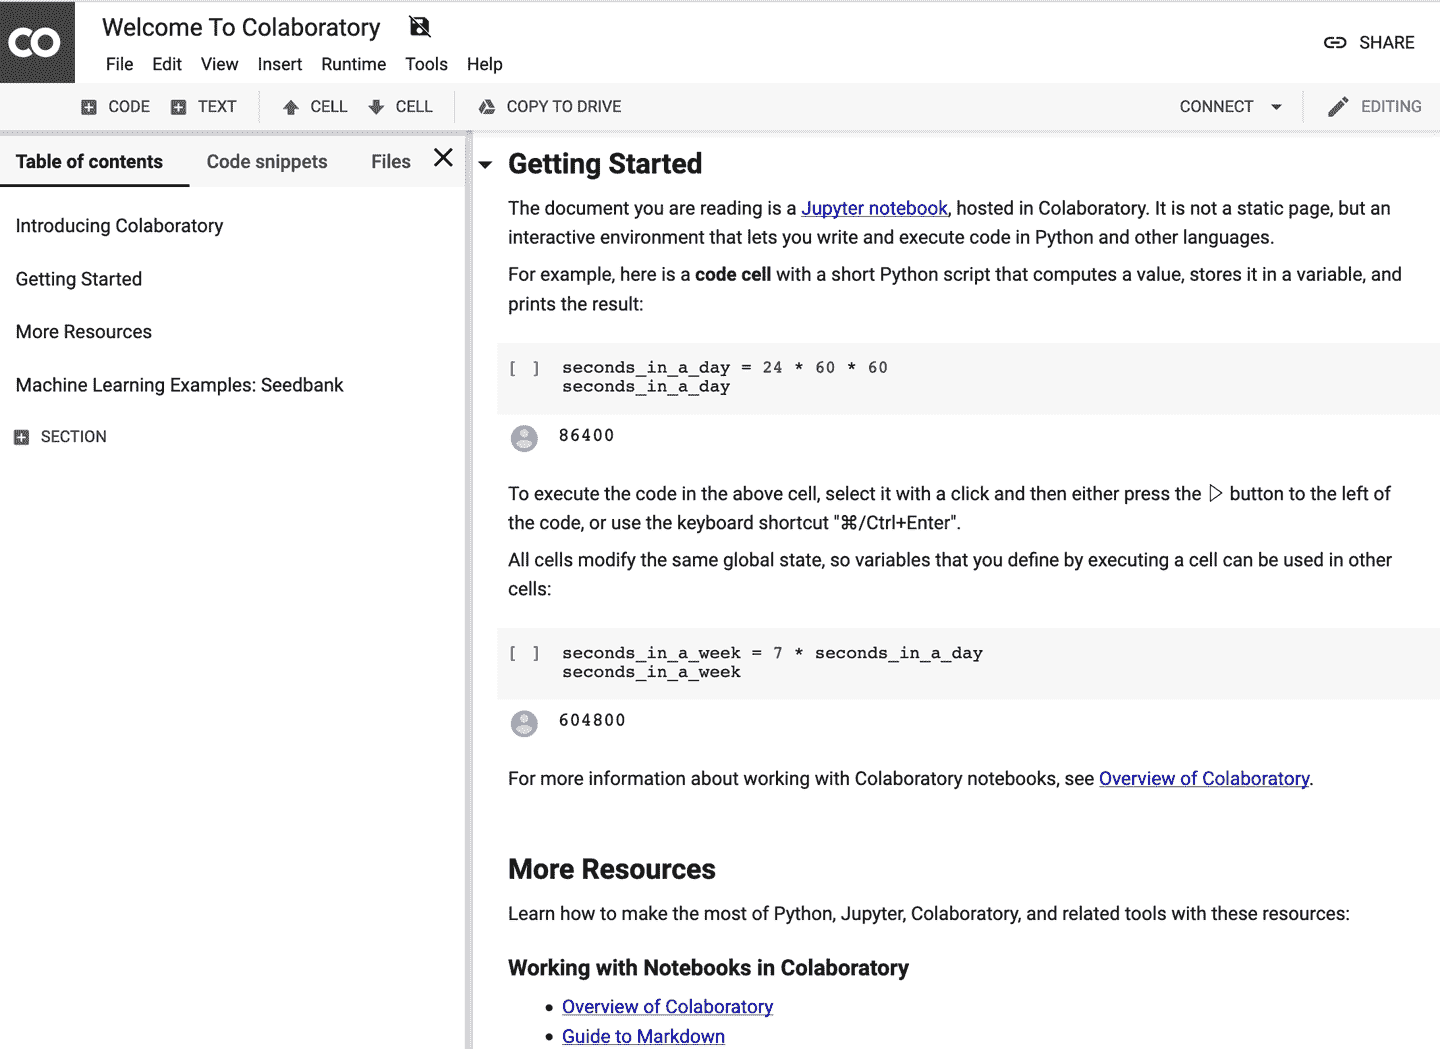 CO
Welcome To Colaboratory
File Edit View Insert Runtime Tools Help
SHARE
CODE TEXT CELL CELL COPY TO DRIVE CONNECT EDITING
Table of contents Code snippets Files
Introducing Colaboratory
Getting Started
More Resources
Machine Learning Examples: Seedbank
SECTION
Getting Started
The document you are reading is a Jupyter notebook, hosted in Colaboratory. It is not a static page, but an
interactive environment that lets you write and execute code in Python and other languages.
For example, here is a code cell with a short Python script that computes a value, stores it in a variable, and
prints the result:
[ ] seconds_in_a_day = 24 * 60 * 60
seconds_in_a_day
86400
To execute the code in the above cell, select it with a click and then either press the ▷ button to the left of
the code, or use the keyboard shortcut "⌘/Ctrl+Enter".
All cells modify the same global state, so variables that you define by executing a cell can be used in other
cells:
[ ] seconds_in_a_week = 7 * seconds_in_a_day
seconds_in_a_week
604800
For more information about working with Colaboratory notebooks, see Overview of Colaboratory.
More Resources
Learn how to make the most of Python, Jupyter, Colaboratory, and related tools with these resources:
Working with Notebooks in Colaboratory
• Overview of Colaboratory
• Guide to Markdown